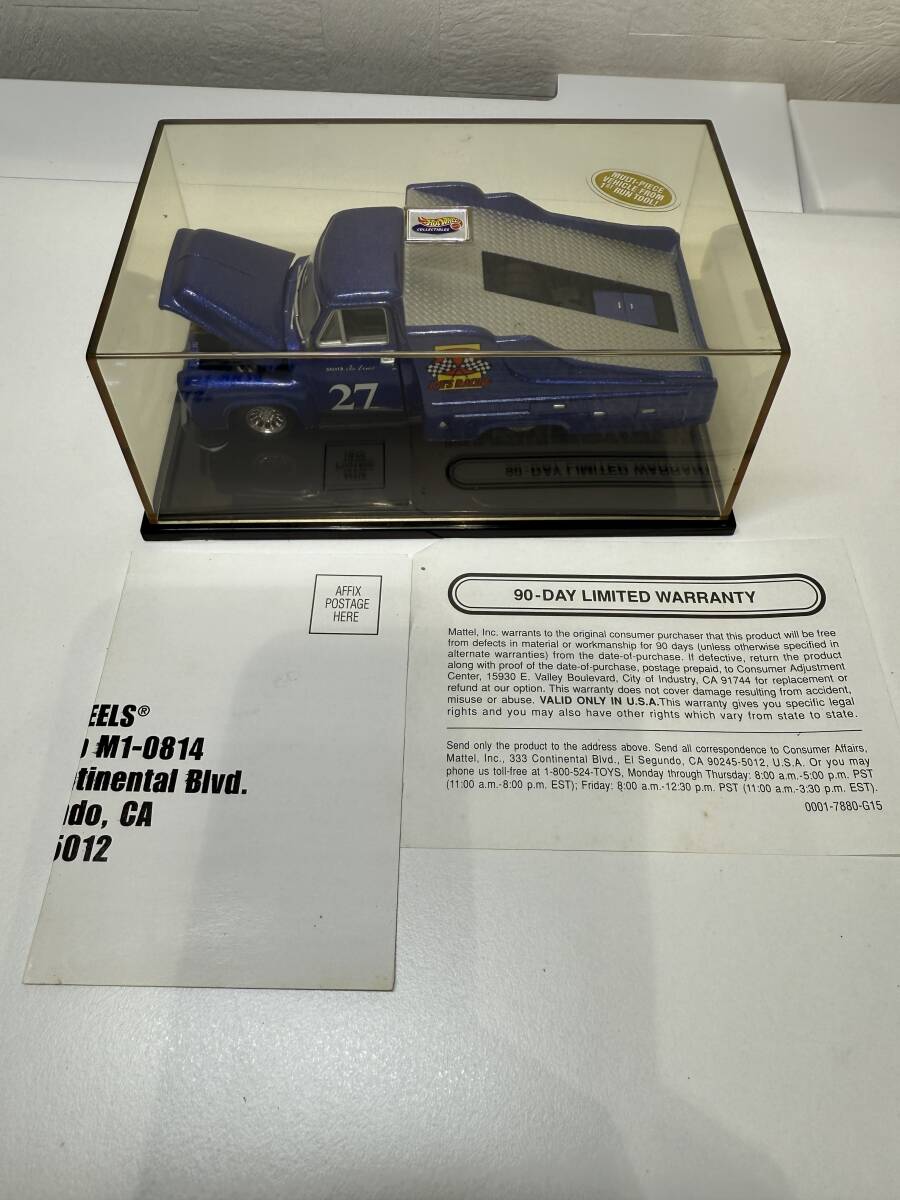 MULTI-PIECE
VEHICLE FROM
1ST RUN TOOL!
HOT WHEELS
COLLECTIBLES
27
90-DAY LIMITED WARRA
AFFIX
POSTAGE
HERE
EELS®
M1-0814
tinental Blvd.
do, CA
5012
90-DAY LIMITED WARRANTY
Mattel, Inc. warrants to the original consumer purchaser that this product will be free
from defects in material or workmanship for 90 days (unless otherwise specified in
alternate warranties) from the date-of-purchase. If defective, return the product
along with proof of the date-of-purchase, postage prepaid, to Consumer Adjustment
Center, 15930 E. Valley Boulevard, City of Industry, CA 91744 for replacement or
refund at our option. This warranty does not cover damage resulting from accident,
misuse or abuse. VALID ONLY IN U.S.A.This warranty gives you specific legal
rights and you may also have other rights which vary from state to state.
Send only the product to the address above. Send all correspondence to Consumer Affairs,
Mattel, Inc., 333 Continental Blvd., El Segundo, CA 90245-5012, U.S.A. Or you may
phone us toll-free at 1-800-524-TOYS, Monday through Thursday: 8:00 a.m.-5:00 p.m. PST
(11:00 a.m.-8:00 p.m. EST); Friday: 8:00 a.m.-12:30 p.m. PST (11:00 a.m.-3:30 p.m. EST).
0001-7880-G15